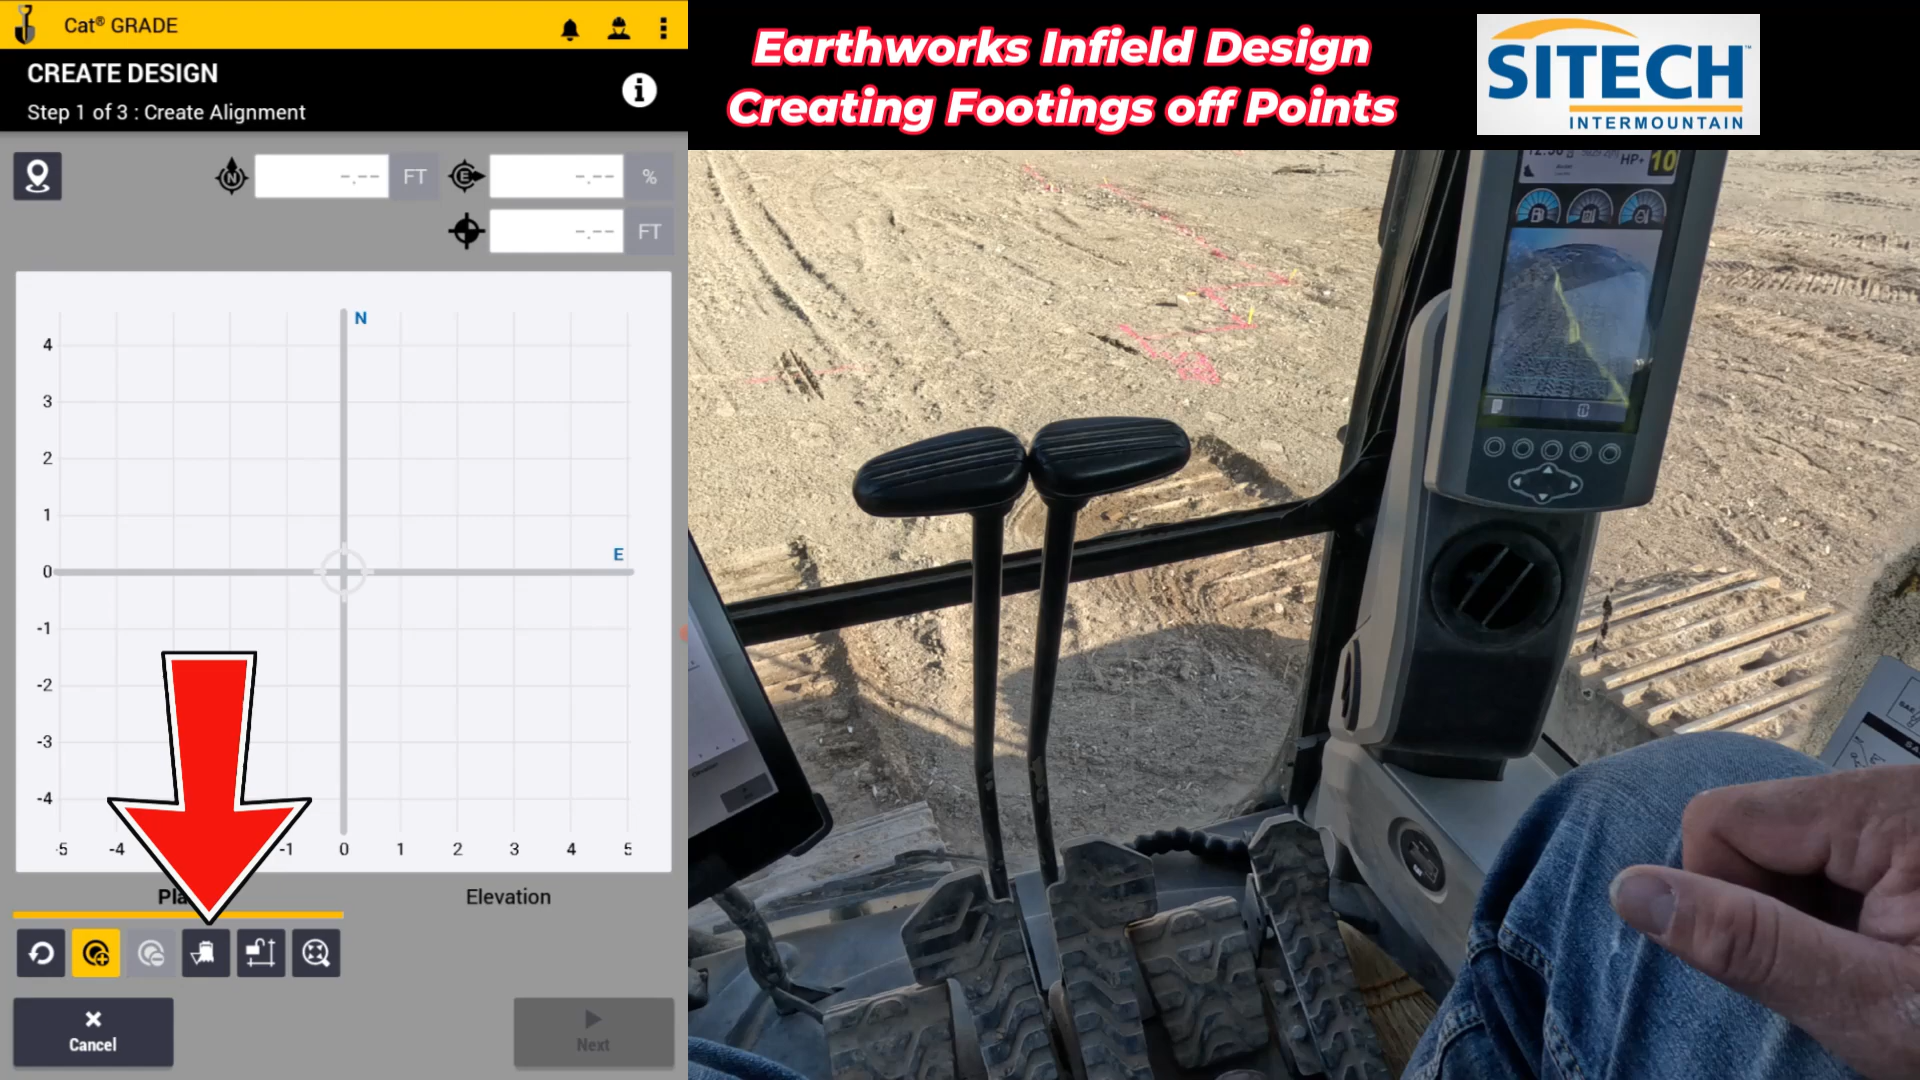 Cat® GRADE
CREATE DESIGN
Step 1 of 3 : Create Alignment
N
-.--
FT
E
-.--
%
-.--
FT
N
E
4
3
2
1
0
-1
-2
-3
-4
-5 -4 -1 0 1 2 3 4 5
Elevation
Cancel
Next
Earthworks Infield Design
Creating Footings off Points
SITECH™
INTERMOUNTAIN
HP+ 10